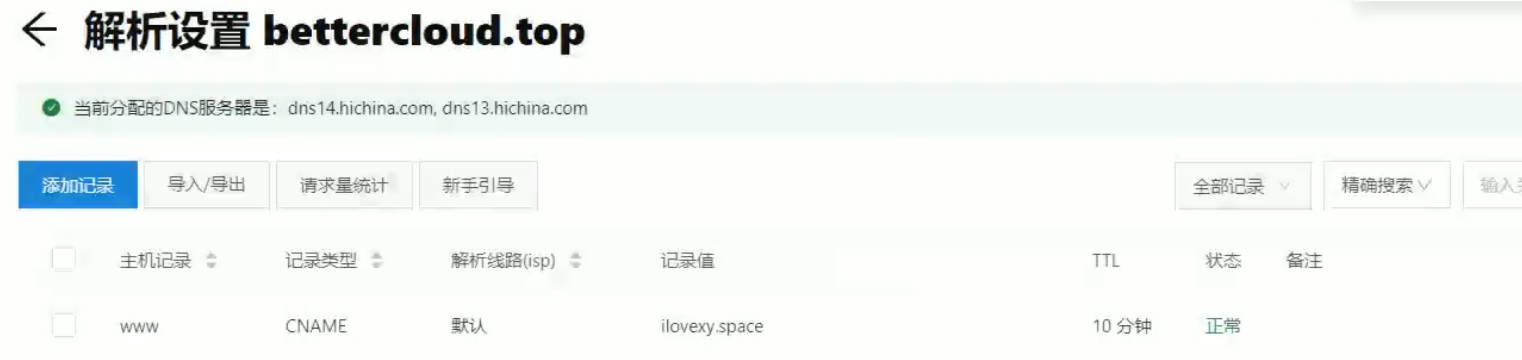 解析设置 bettercloud.top
当前分配的DNS服务器是：dns14.hichina.com, dns13.hichina.com
添加记录 导入/导出 请求量统计 新手引导 全部记录 精确搜索 输入
主机记录 记录类型 解析线路(isp) 记录值 TTL 状态 备注
www CNAME 默认 ilovexy.space 10 分钟 正常